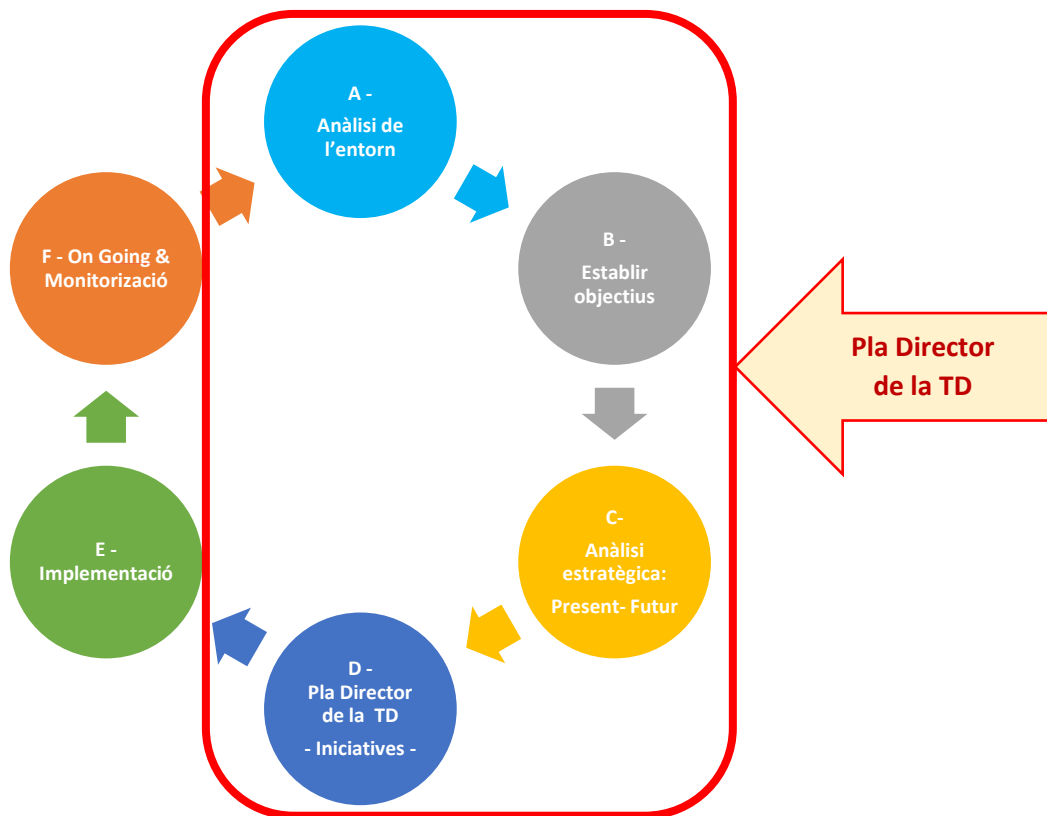 A -
Anàlisi de
l'entorn
B -
Establir
objectius
C-
Anàlisi
estratègica:
Present- Futur
D -
Pla Director
de la TD
- Iniciatives -
E -
Implementació
F - On Going &
Monitorizació
Pla Director
de la TD